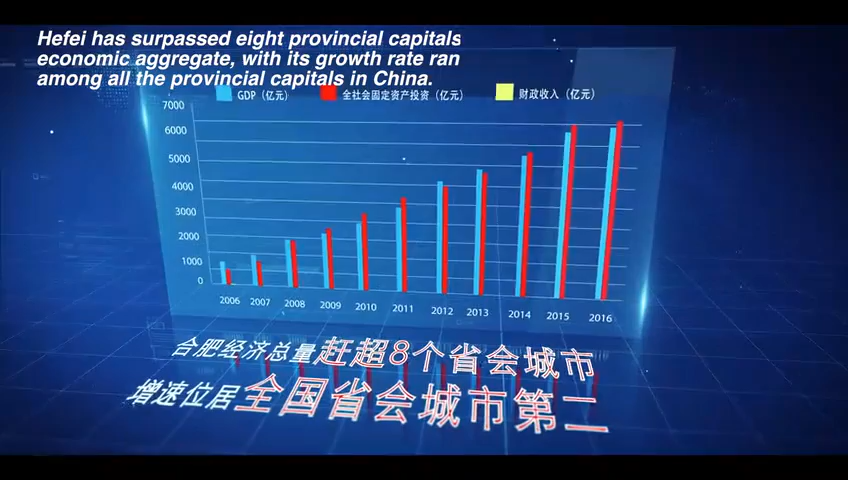 Hefei has surpassed eight provincial capitals
economic aggregate, with its growth rate ran
among all the provincial capitals in China.
GDP（亿元） 全社会固定资产投资（亿元） 财政收入（亿元）
7000
6000
5000
4000
3000
2000
1000
0
2006 2007 2008 2009 2010 2011 2012 2013 2014 2015 2016
合肥经济总量赶超8个省会城市
增速位居全国省会城市第二